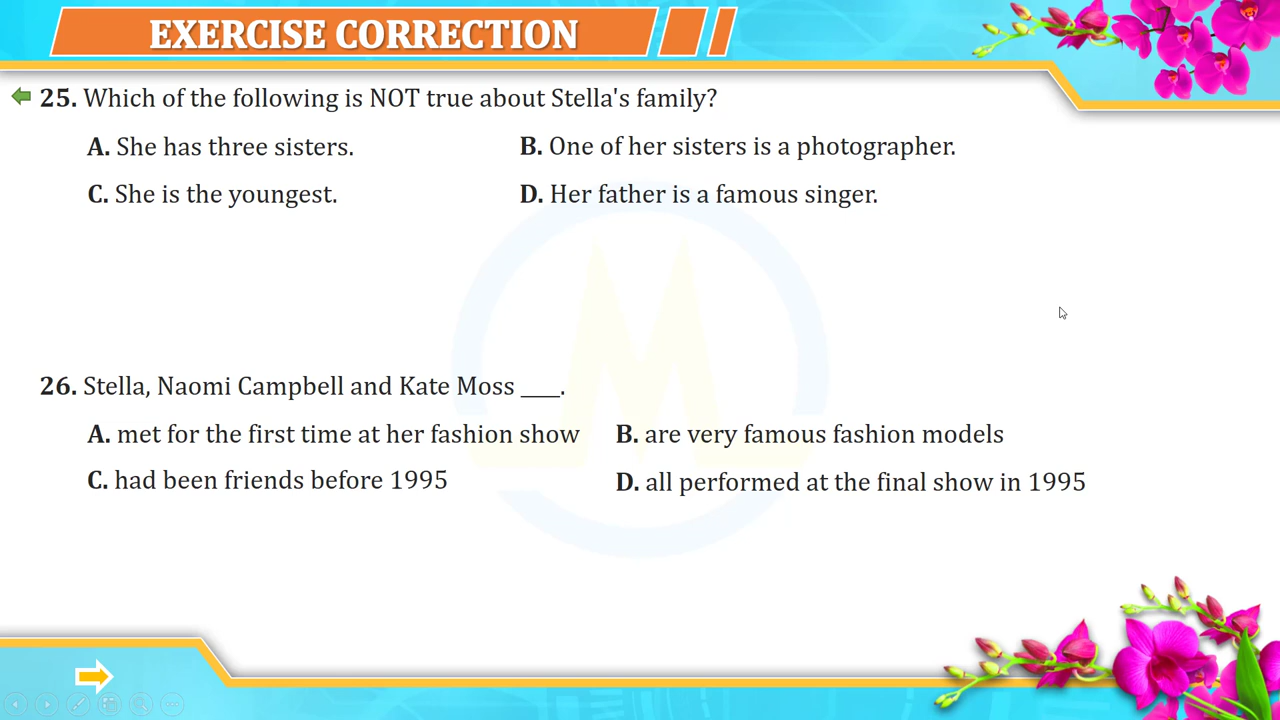 EXERCISE CORRECTION
25. Which of the following is NOT true about Stella's family?
A. She has three sisters.
B. One of her sisters is a photographer.
C. She is the youngest.
D. Her father is a famous singer.
26. Stella, Naomi Campbell and Kate Moss ____.
A. met for the first time at her fashion show
B. are very famous fashion models
C. had been friends before 1995
D. all performed at the final show in 1995